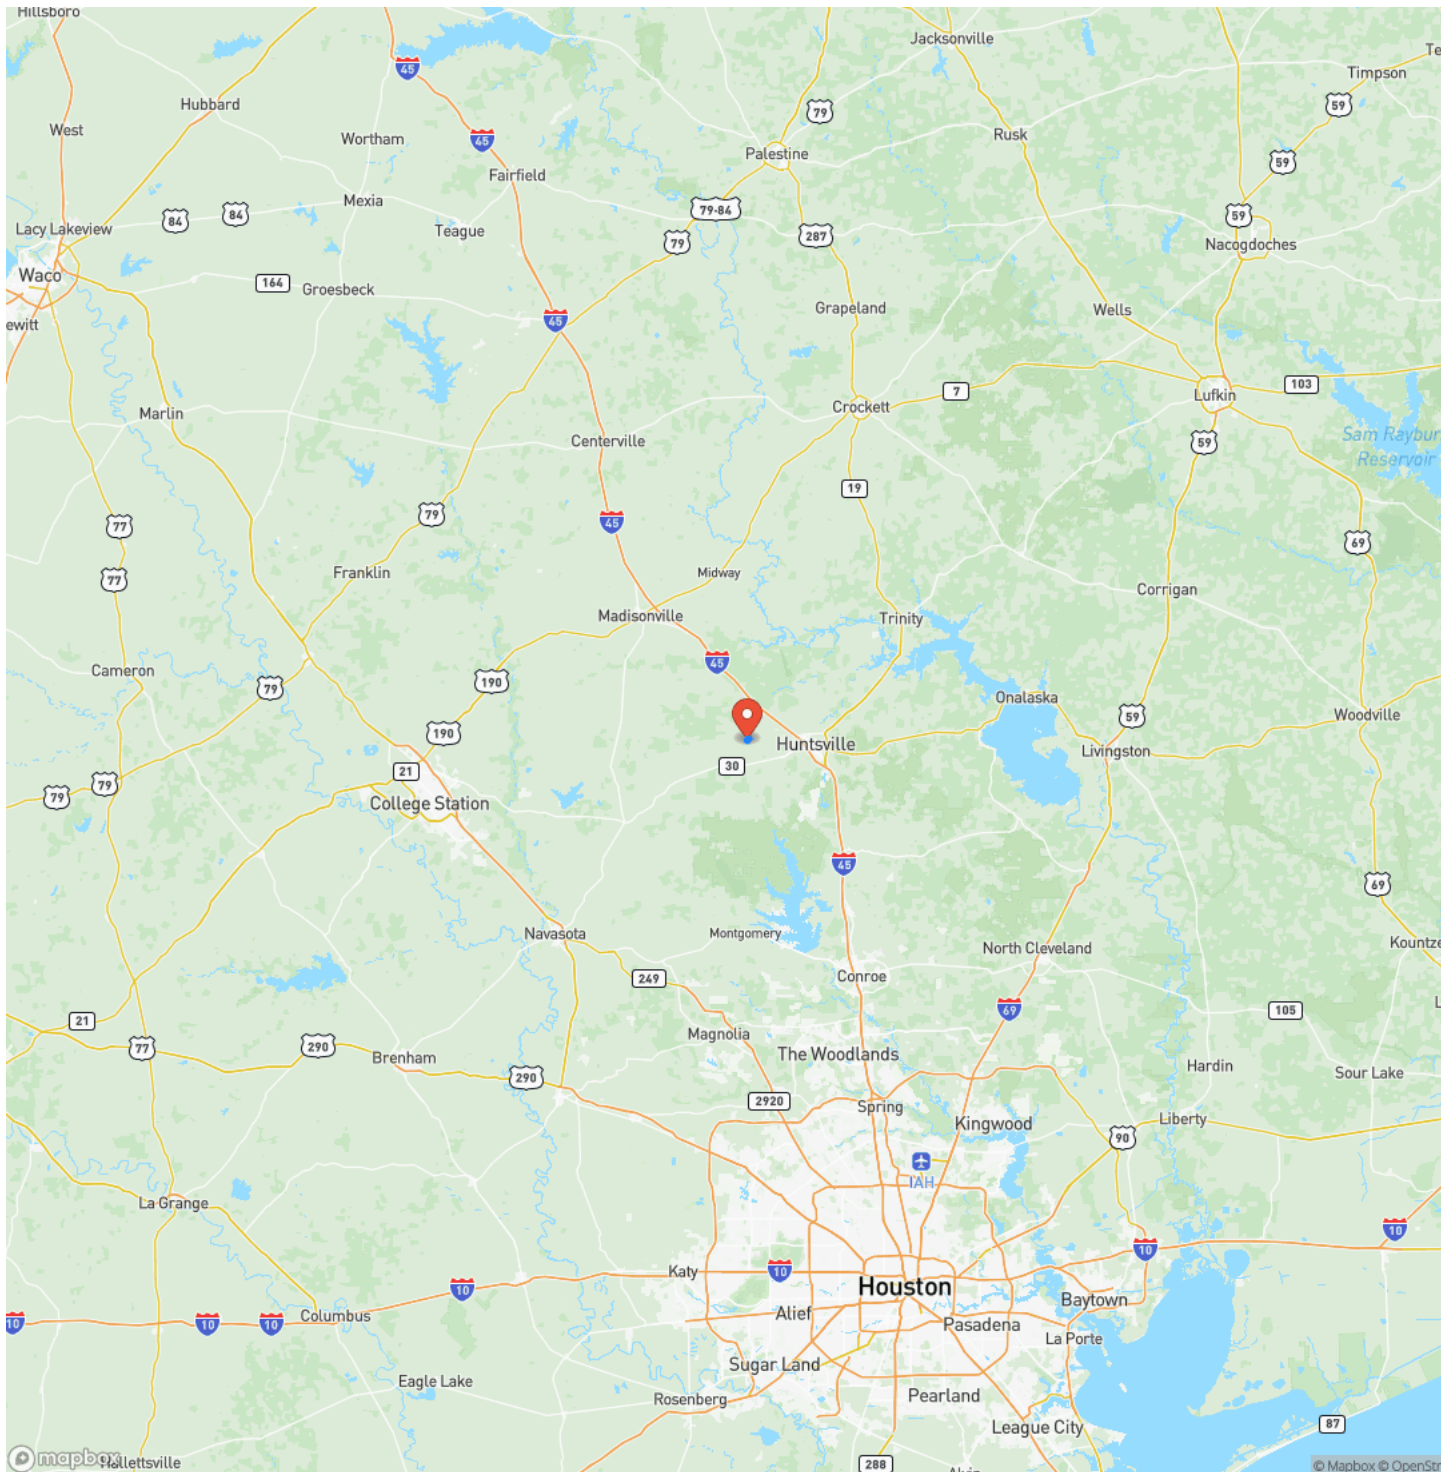 Hillsboro
45
Jacksonville
Te
Timpson
Hubbard
79
59
West
Wortham
45
Rusk
Palestine
59
Fairfield
Mexia
84
84
79-84
59
Lacy Lakeview
Teague
79
287
Nacogdoches
Waco
164
Groesbeck
Grapeland
Wells
ewitt
45
7
103
Lufkin
Marlin
Crockett
Centerville
59
Sam Raybur
Reservoir
19
77
79
45
69
77
Franklin
Midway
Corrigan
Madisonville
Trinity
Cameron
79
190
45
Onalaska
59
Woodville
190
Huntsville
Livingston
30
21
79
79
College Station
45
69
Navasota
Montgomery
North Cleveland
Kountze
249
Conroe
69
L
21
105
77
290
Magnolia
Brenham
The Woodlands
Hardin
Sour Lake
290
2920
Spring
Kingwood
Liberty
90
IAH
La Grange
10
10
Katy
10
10
Houston
Baytown
10
10
10
Columbus
Alief
Pasadena
La Porte
Sugar Land
Eagle Lake
Rosenberg
Pearland
League City
87
mapbox
Hallettsville
288
Alvin
© Mapbox © OpenStr